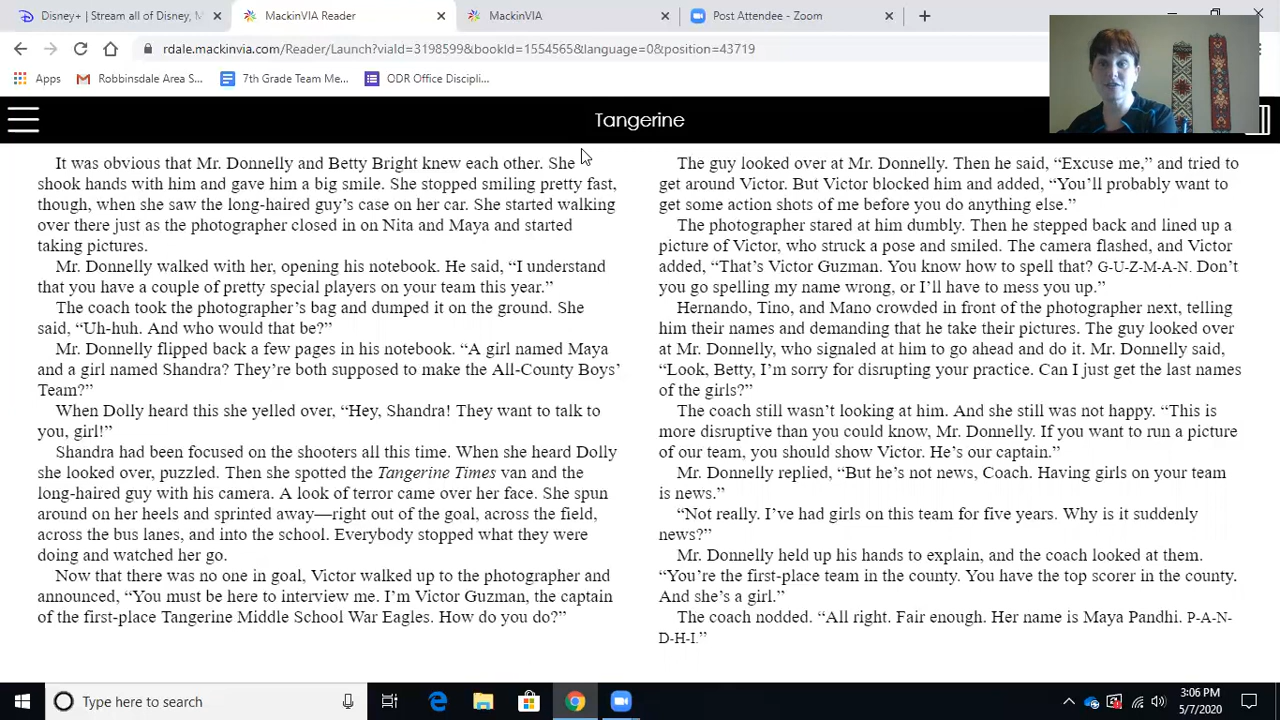 Disney+ | Stream all of Disney, M
MackinVIA Reader
MackinVIA
Post Attendee - Zoom
rdale.mackinvia.com/Reader/Launch?viaId=3198599&bookId=1554565&language=0&position=43719
Apps
Robbinsdale Area S...
7th Grade Team Me...
ODR Office Discipli...
Tangerine
It was obvious that Mr. Donnelly and Betty Bright knew each other. She
shook hands with him and gave him a big smile. She stopped smiling pretty fast,
though, when she saw the long-haired guy's case on her car. She started walking
over there just as the photographer closed in on Nita and Maya and started
taking pictures.
Mr. Donnelly walked with her, opening his notebook. He said, “I understand
that you have a couple of pretty special players on your team this year.”
The coach took the photographer's bag and dumped it on the ground. She
said, “Uh-huh. And who would that be?”
Mr. Donnelly flipped back a few pages in his notebook. “A girl named Maya
and a girl named Shandra? They're both supposed to make the All-County Boys'
Team?”
When Dolly heard this she yelled over, “Hey, Shandra! They want to talk to
you, girl!”
Shandra had been focused on the shooters all this time. When she heard Dolly
she looked over, puzzled. Then she spotted the Tangerine Times van and the
long-haired guy with his camera. A look of terror came over her face. She spun
around on her heels and sprinted away—right out of the goal, across the field,
across the bus lanes, and into the school. Everybody stopped what they were
doing and watched her go.
Now that there was no one in goal, Victor walked up to the photographer and
announced, “You must be here to interview me. I'm Victor Guzman, the captain
of the first-place Tangerine Middle School War Eagles. How do you do?”
The guy looked over at Mr. Donnelly. Then he said, “Excuse me,” and tried to
get around Victor. But Victor blocked him and added, “You'll probably want to
get some action shots of me before you do anything else.”
The photographer stared at him dumbly. Then he stepped back and lined up a
picture of Victor, who struck a pose and smiled. The camera flashed, and Victor
added, “That's Victor Guzman. You know how to spell that? G-U-Z-M-A-N. Don't
you go spelling my name wrong, or I'll have to mess you up.”
Hernando, Tino, and Mano crowded in front of the photographer next, telling
him their names and demanding that he take their pictures. The guy looked over
at Mr. Donnelly, who signaled at him to go ahead and do it. Mr. Donnelly said,
“Look, Betty, I'm sorry for disrupting your practice. Can I just get the last names
of the girls?”
The coach still wasn't looking at him. And she still was not happy. “This is
more disruptive than you could know, Mr. Donnelly. If you want to run a picture
of our team, you should show Victor. He's our captain.”
Mr. Donnelly replied, “But he's not news, Coach. Having girls on your team
is news.”
“Not really. I've had girls on this team for five years. Why is it suddenly
news?”
Mr. Donnelly held up his hands to explain, and the coach looked at them.
“You're the first-place team in the county. You have the top scorer in the county.
And she's a girl.”
The coach nodded. “All right. Fair enough. Her name is Maya Pandhi. P-A-N-
D-H-I.”
Type here to search
3:06 PM
5/7/2020